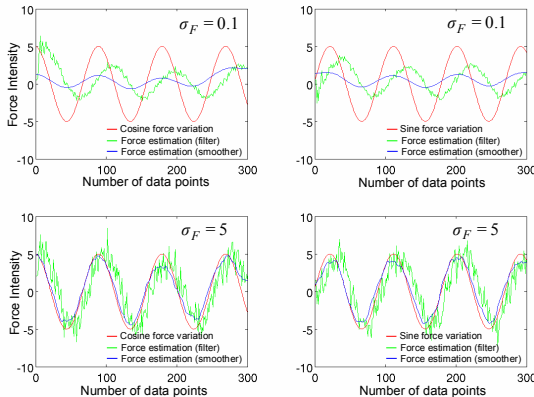 σF = 0.1
10
5
0
-5
-10
Force Intensity
Cosine force variation
Force estimation (filter)
Force estimation (smoother)
0 100 200 300
Number of data points
σF = 0.1
10
5
0
-5
-10
Sine force variation
Force estimation (filter)
Force estimation (smoother)
0 100 200 300
Number of data points
σF = 5
10
5
0
-5
-10
Force Intensity
Cosine force variation
Force estimation (filter)
Force estimation (smoother)
0 100 200 300
Number of data points
σF = 5
10
5
0
-5
-10
Sine force variation
Force estimation (filter)
Force estimation (smoother)
0 100 200 300
Number of data points